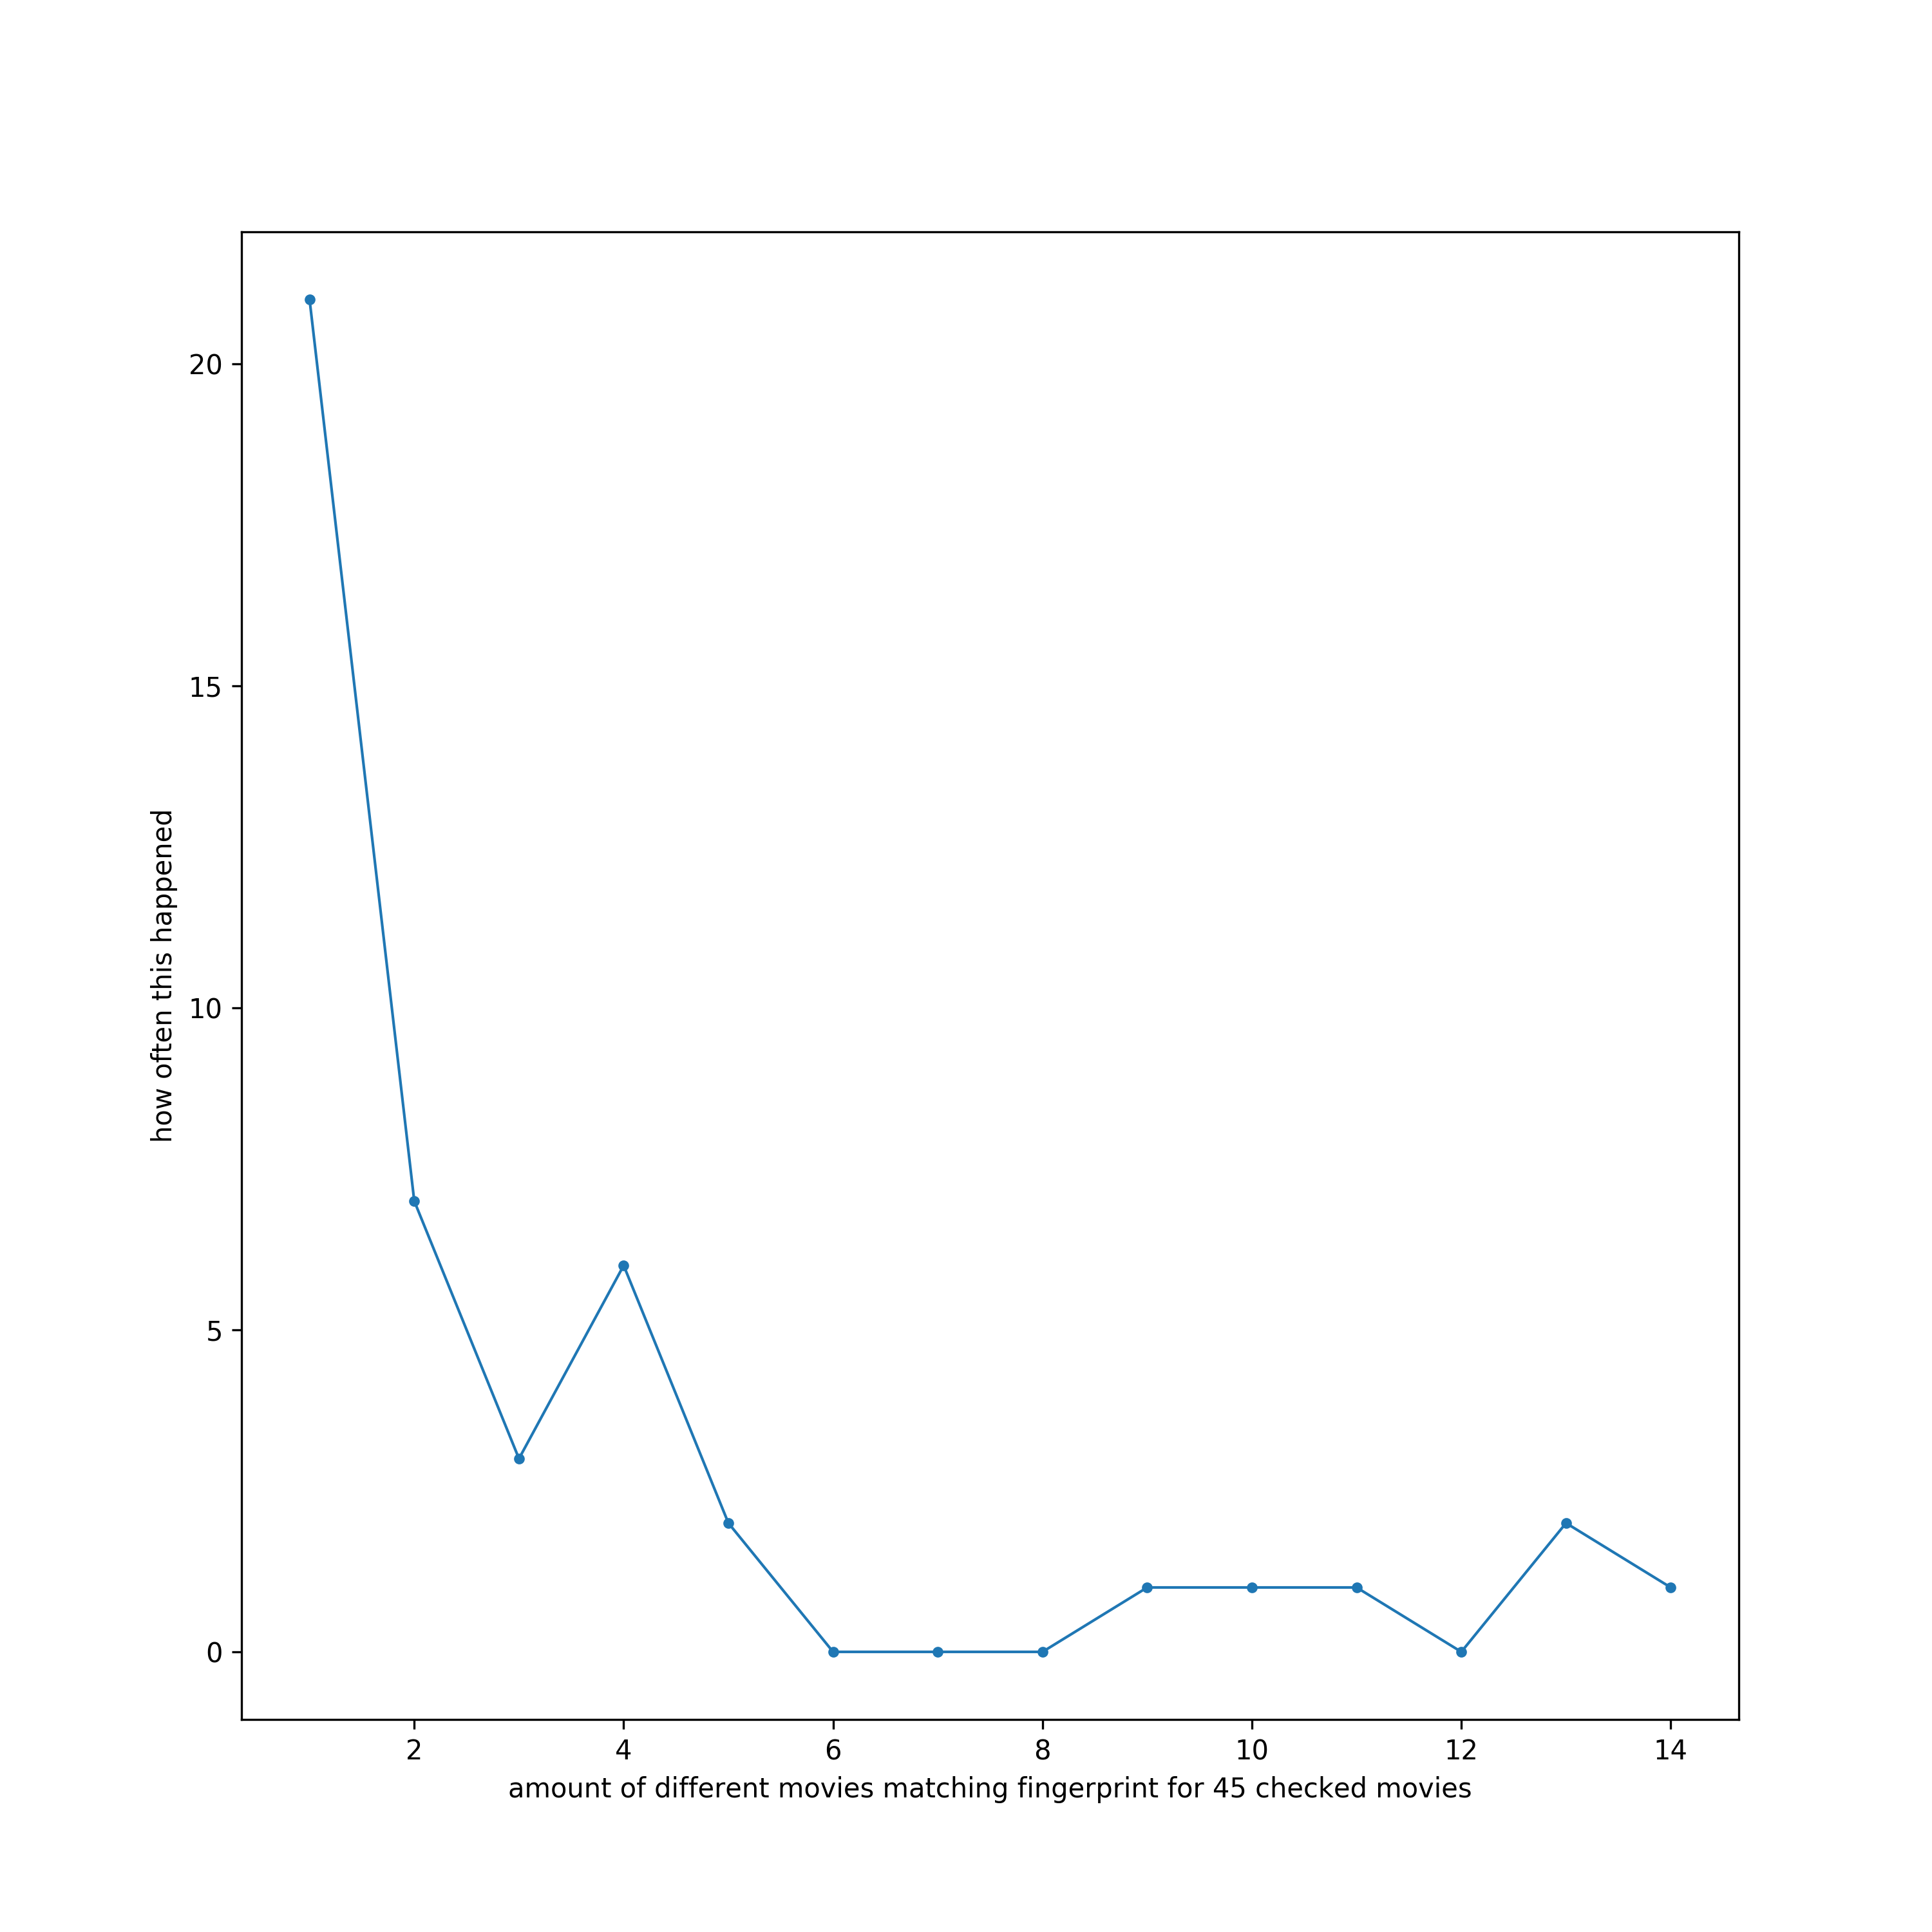 20
15
10
5
0
how often this happened
2 4 6 8 10 12 14
amount of different movies matching fingerprint for 45 checked movies